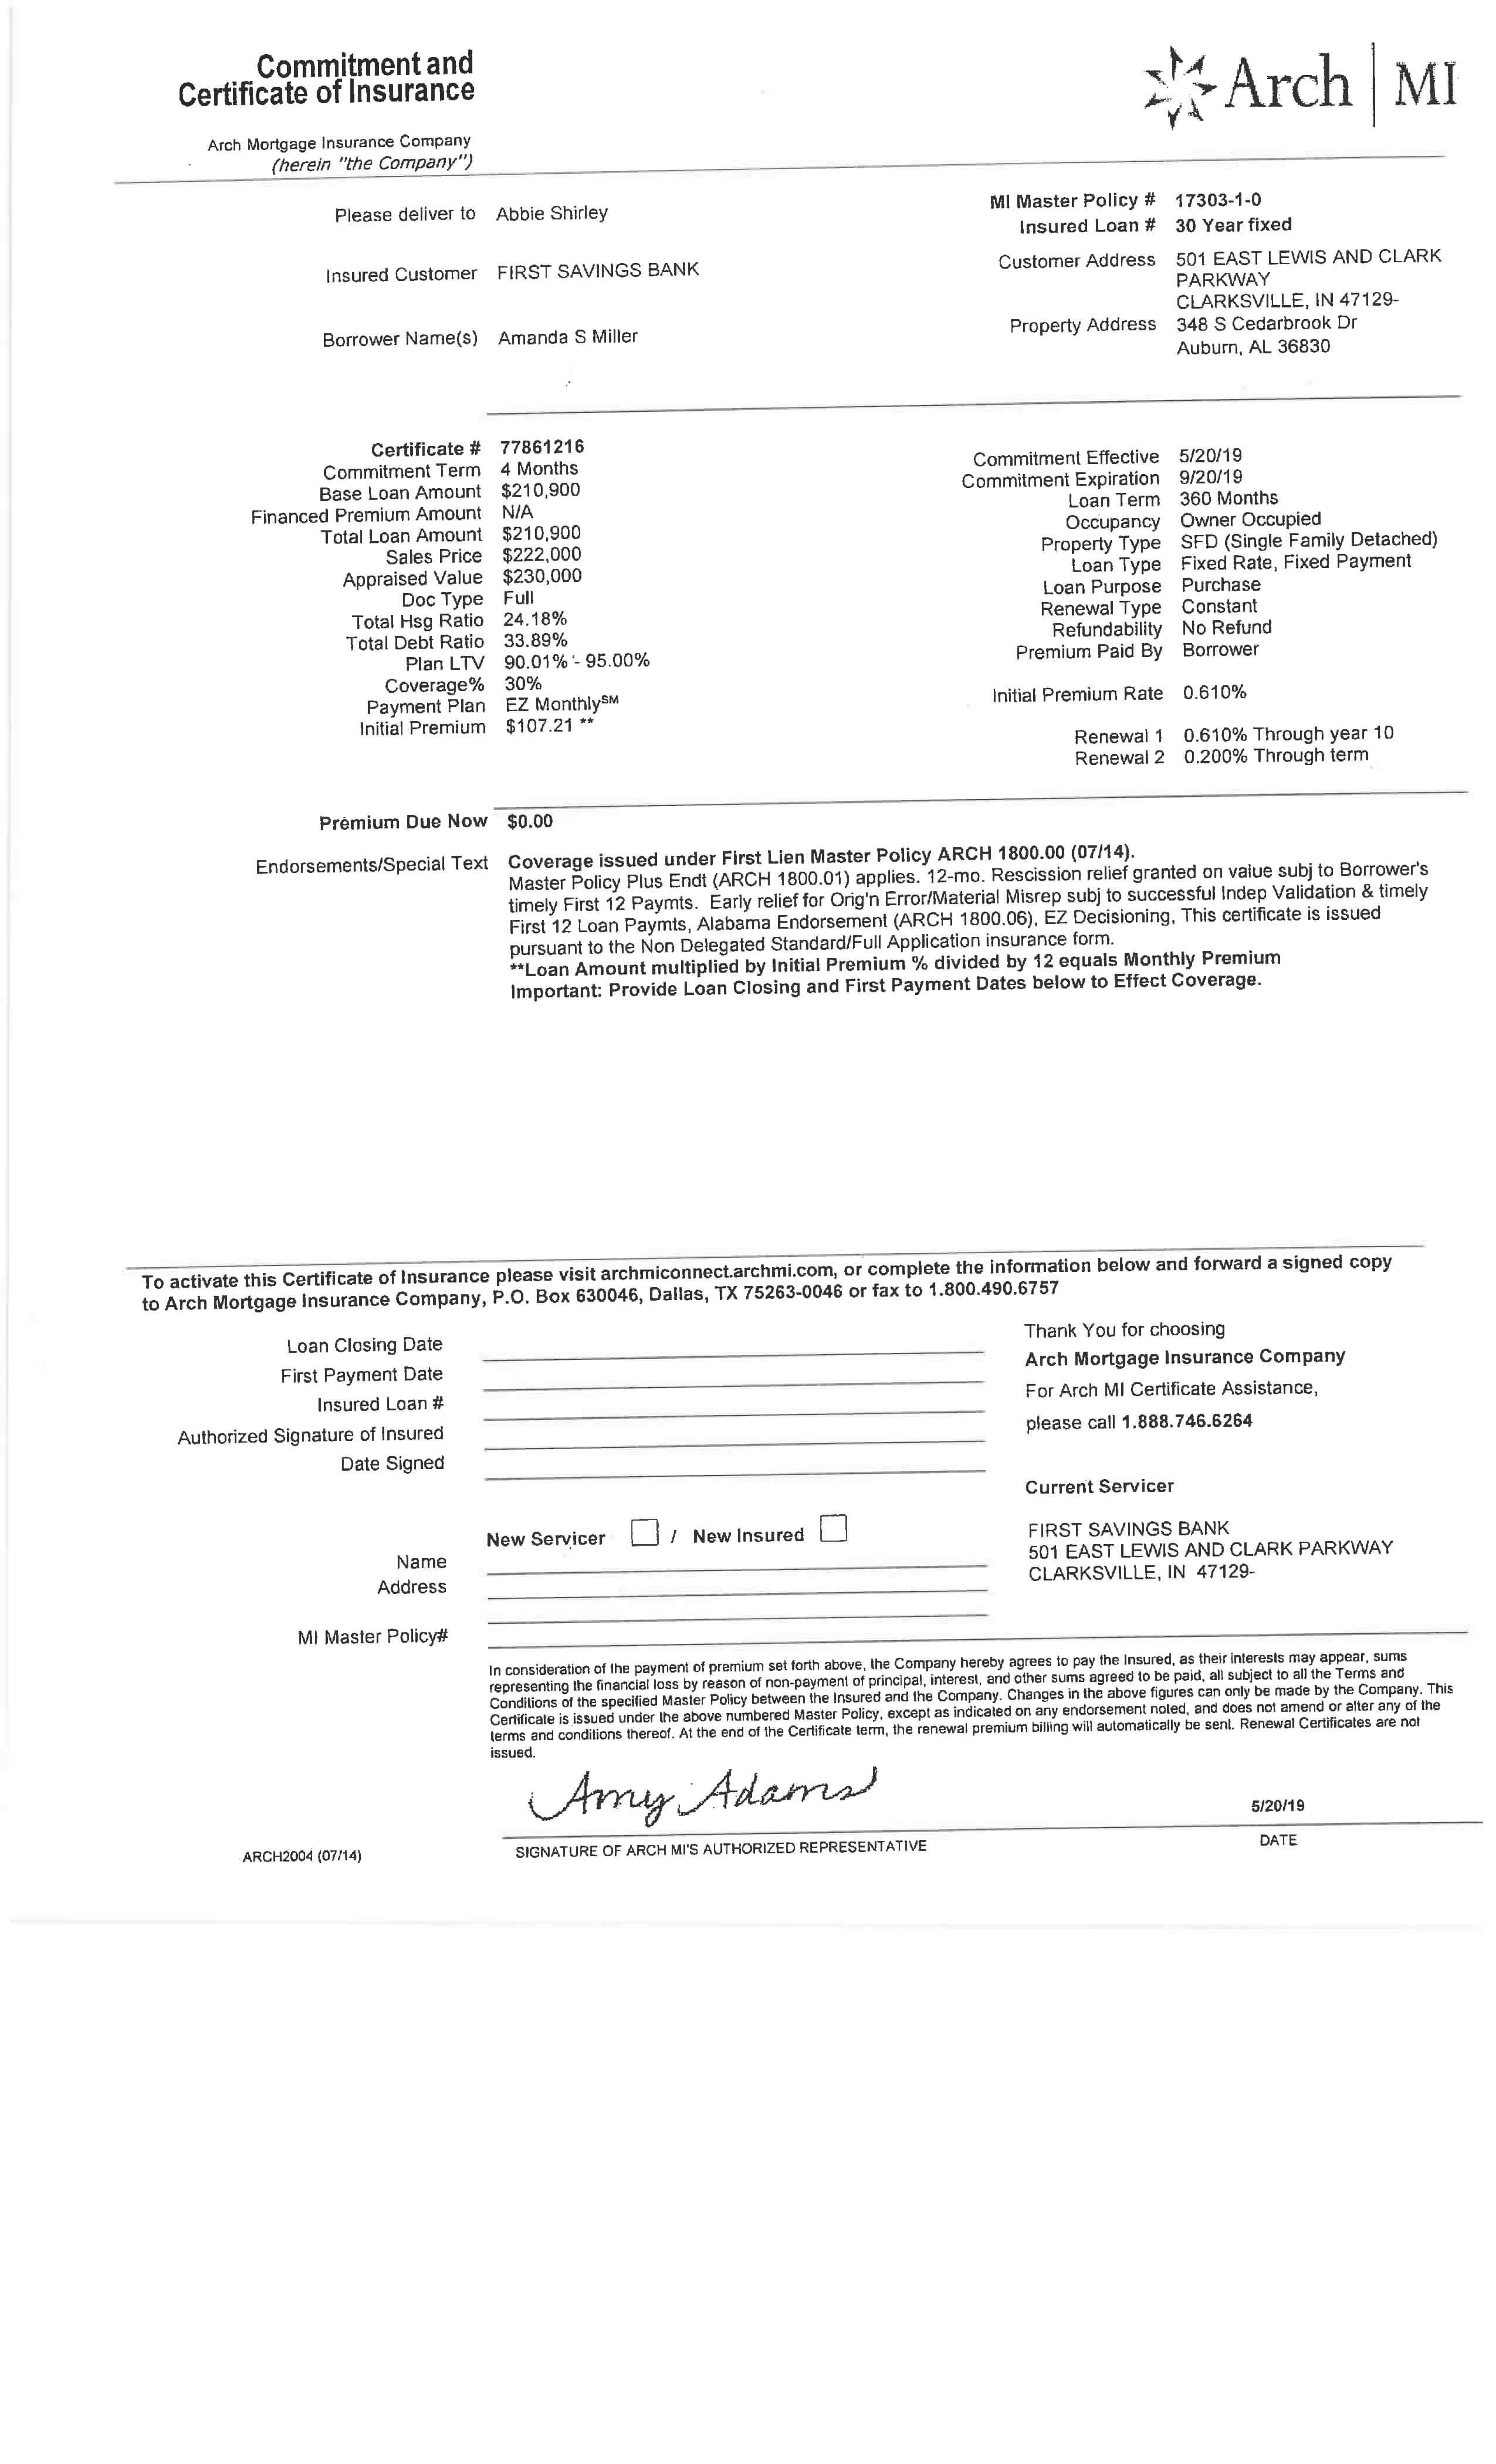 Commitment and
Certificate of Insurance
Arch | MI
Arch Mortgage Insurance Company
(herein "the Company")
Please deliver to Abbie Shirley
MI Master Policy # 17303-1-0
Insured Loan # 30 Year fixed
Insured Customer FIRST SAVINGS BANK
Customer Address 501 EAST LEWIS AND CLARK
PARKWAY
CLARKSVILLE, IN 47129-
Borrower Name(s) Amanda S Miller
Property Address 348 S Cedarbrook Dr
Auburn, AL 36830
Certificate # 77861216
Commitment Term 4 Months
Base Loan Amount $210,900
Financed Premium Amount N/A
Total Loan Amount $210,900
Sales Price $222,000
Appraised Value $230,000
Doc Type Full
Total Hsg Ratio 24.18%
Total Debt Ratio 33.89%
Plan LTV 90.01% - 95.00%
Coverage% 30%
Payment Plan EZ Monthly℠
Initial Premium $107.21 **
Commitment Effective 5/20/19
Commitment Expiration 9/20/19
Loan Term 360 Months
Occupancy Owner Occupied
Property Type SFD (Single Family Detached)
Loan Type Fixed Rate, Fixed Payment
Loan Purpose Purchase
Renewal Type Constant
Refundability No Refund
Premium Paid By Borrower
Initial Premium Rate 0.610%
Renewal 1 0.610% Through year 10
Renewal 2 0.200% Through term
Premium Due Now $0.00
Endorsements/Special Text Coverage issued under First Lien Master Policy ARCH 1800.00 (07/14).
Master Policy Plus Endt (ARCH 1800.01) applies. 12-mo. Rescission relief granted on value subj to Borrower's
timely First 12 Paymts. Early relief for Orig'n Error/Material Misrep subj to successful Indep Validation & timely
First 12 Loan Paymts, Alabama Endorsement (ARCH 1800.06), EZ Decisioning, This certificate is issued
pursuant to the Non Delegated Standard/Full Application insurance form.
**Loan Amount multiplied by Initial Premium % divided by 12 equals Monthly Premium
Important: Provide Loan Closing and First Payment Dates below to Effect Coverage.
To activate this Certificate of Insurance please visit archmiconnect.archmi.com, or complete the information below and forward a signed copy
to Arch Mortgage Insurance Company, P.O. Box 630046, Dallas, TX 75263-0046 or fax to 1.800.490.6757
Loan Closing Date
First Payment Date
Insured Loan #
Authorized Signature of Insured
Date Signed
Thank You for choosing
Arch Mortgage Insurance Company
For Arch MI Certificate Assistance,
please call 1.888.746.6264
Current Servicer
FIRST SAVINGS BANK
501 EAST LEWIS AND CLARK PARKWAY
CLARKSVILLE, IN 47129-
New Servicer / New Insured
Name
Address
MI Master Policy#
In consideration of the payment of premium set forth above, the Company hereby agrees to pay the Insured, as their interests may appear, sums
representing the financial loss by reason of non-payment of principal, interest, and other sums agreed to be paid, all subject to all the Terms and
Conditions of the specified Master Policy between the Insured and the Company. Changes in the above figures can only be made by the Company. This
Certificate is issued under the above numbered Master Policy, except as indicated on any endorsement noted, and does not amend or alter any of the
terms and conditions thereof. At the end of the Certificate term, the renewal premium billing will automatically be sent. Renewal Certificates are not
issued.
Amy Adams
5/20/19
SIGNATURE OF ARCH MI'S AUTHORIZED REPRESENTATIVE
DATE
ARCH2004 (07/14)